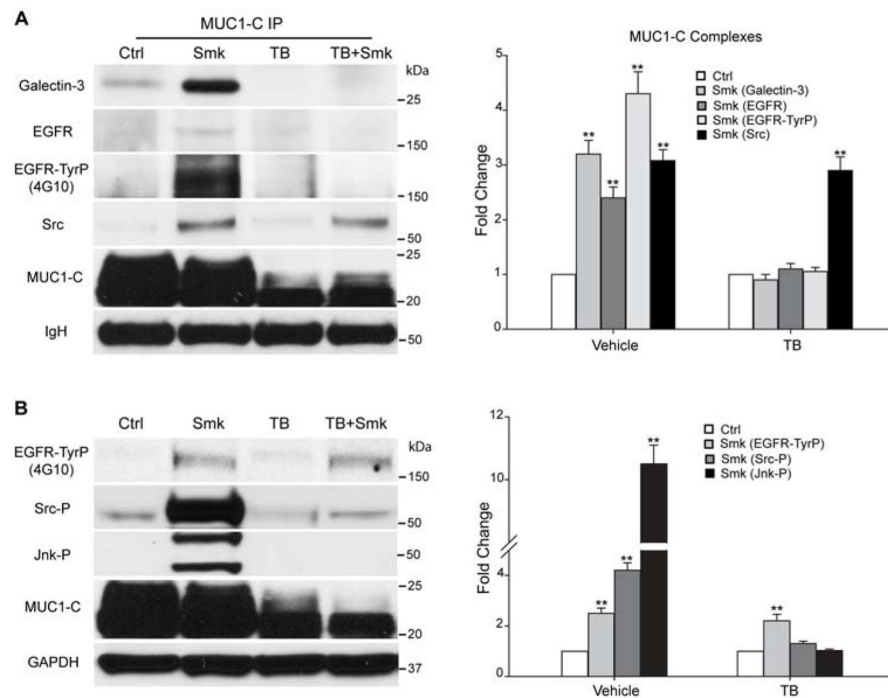 A
MUC1-C IP
Ctrl Smk TB TB+Smk
kDa
Galectin-3
25
EGFR
150
EGFR-TyrP
(4G10)
150
Src
50
25
MUC1-C
20
IgH
50
MUC1-C Complexes
Ctrl
Smk (Galectin-3)
Smk (EGFR)
Smk (EGFR-TyrP)
Smk (Src)
Fold Change
5
4
3
2
1
0
** ** ** ** **
Vehicle TB
B
Ctrl Smk TB TB+Smk
kDa
EGFR-TyrP
(4G10)
150
Src-P
50
Jnk-P
50
25
MUC1-C
20
GAPDH
37
Ctrl
Smk (EGFR-TyrP)
Smk (Src-P)
Smk (Jnk-P)
Fold Change
12
10
4
2
0
** ** ** **
Vehicle TB